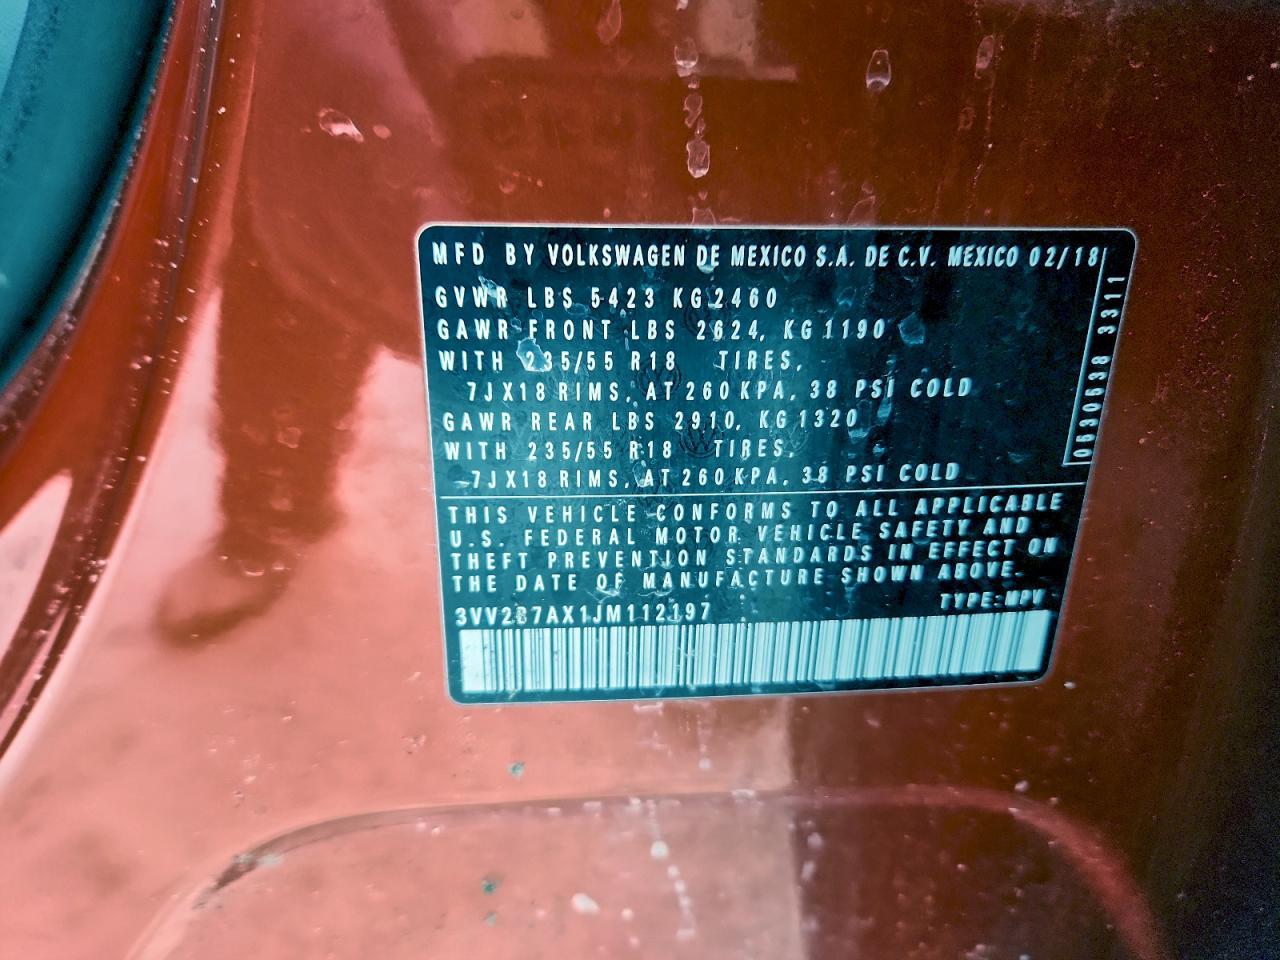 MFD BY VOLKSWAGEN DE MEXICO S.A. DE C.V. MEXICO 02/18
GVWR LBS 5423 KG 2460
GAWR FRONT LBS 2624, KG 1190
WITH 235/55 R18 TIRES,
7JX18 RIMS, AT 260 KPA, 38 PSI COLD
GAWR REAR LBS 2910, KG 1320
WITH 235/55 R18 TIRES,
7JX18 RIMS, AT 260 KPA, 38 PSI COLD
THIS VEHICLE CONFORMS TO ALL APPLICABLE
U.S. FEDERAL MOTOR VEHICLE SAFETY AND
THEFT PREVENTION STANDARDS IN EFFECT ON
THE DATE OF MANUFACTURE SHOWN ABOVE.
3VV2B7AX1JM112197 TYPE: MPV
0630638 3311